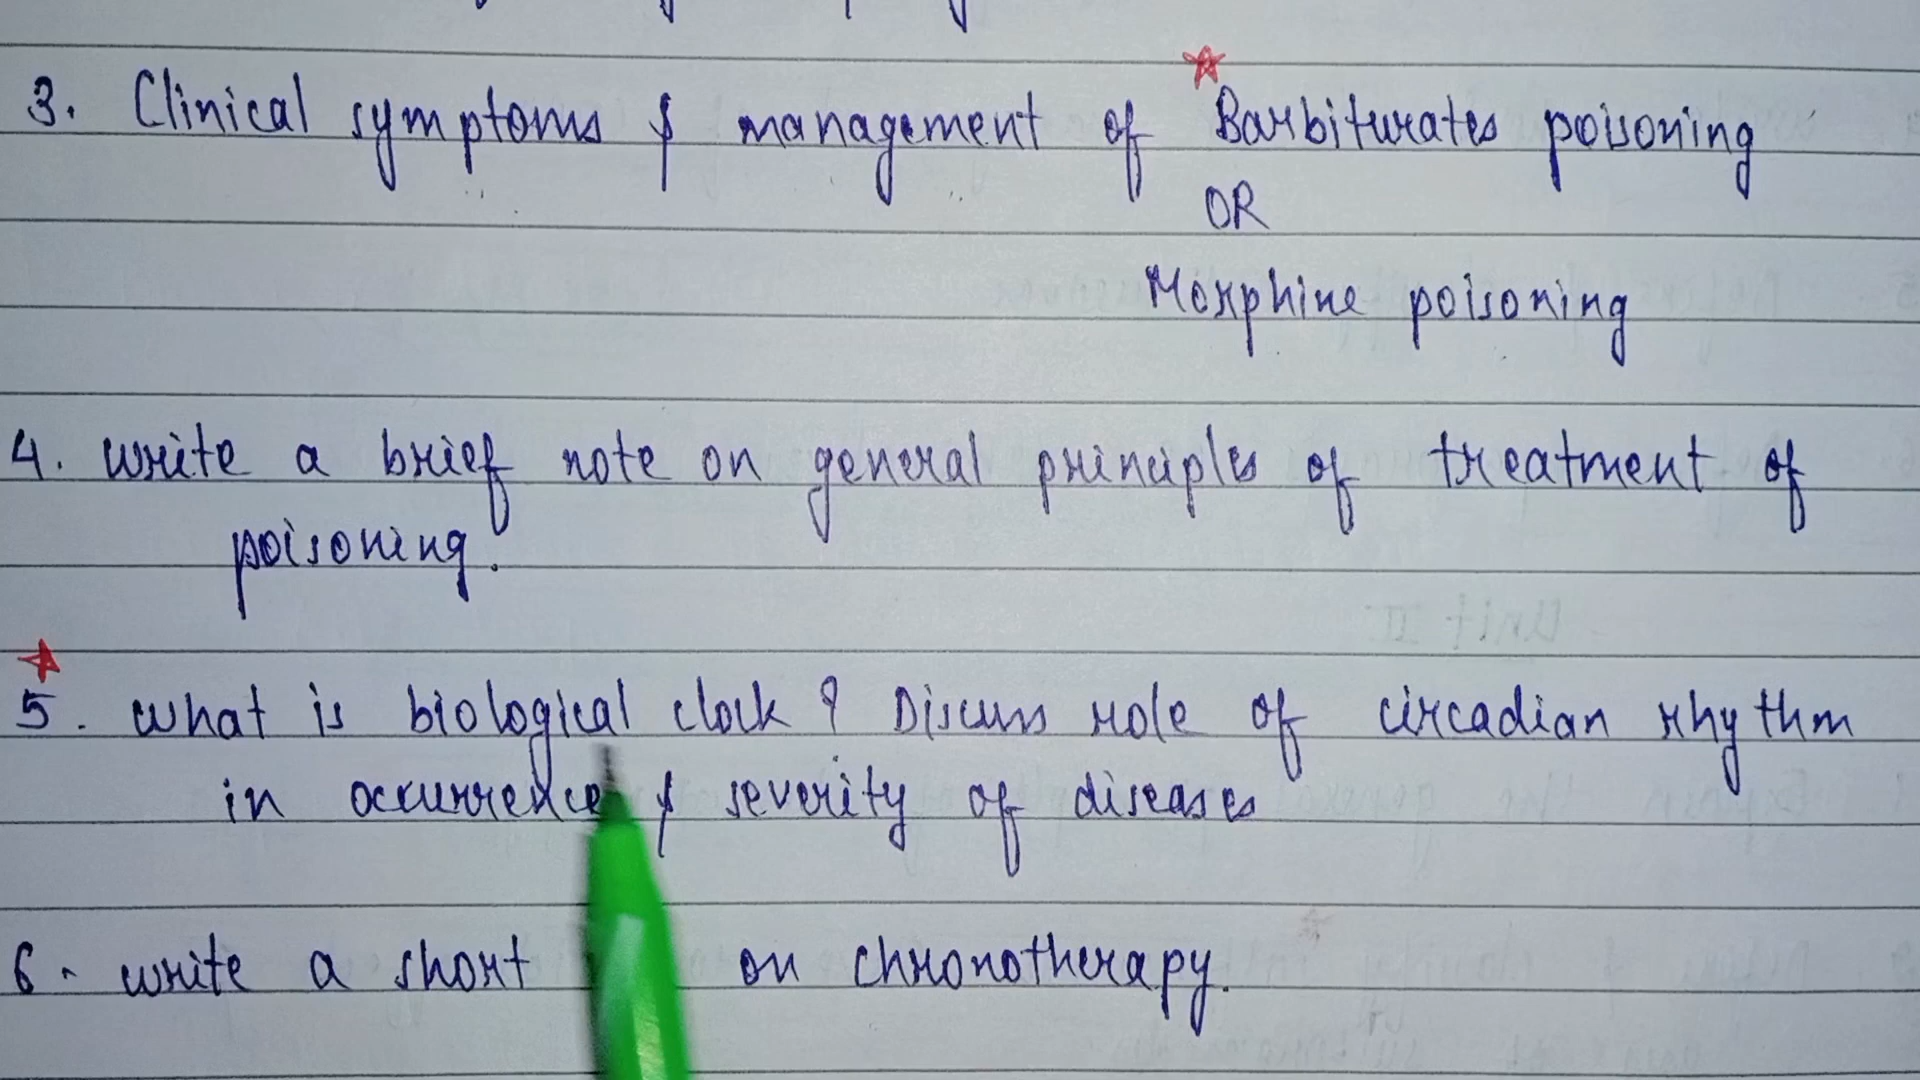 3. Clinical symptoms & management of Barbiturates poisoning
OR
Morphine poisoning
4. write a brief note on general principles of treatment of
poisoning.
5. what is biological clock ? Discuss role of circadian rhythm
in occurrence & severity of diseases
6. write a short on chronotherapy.